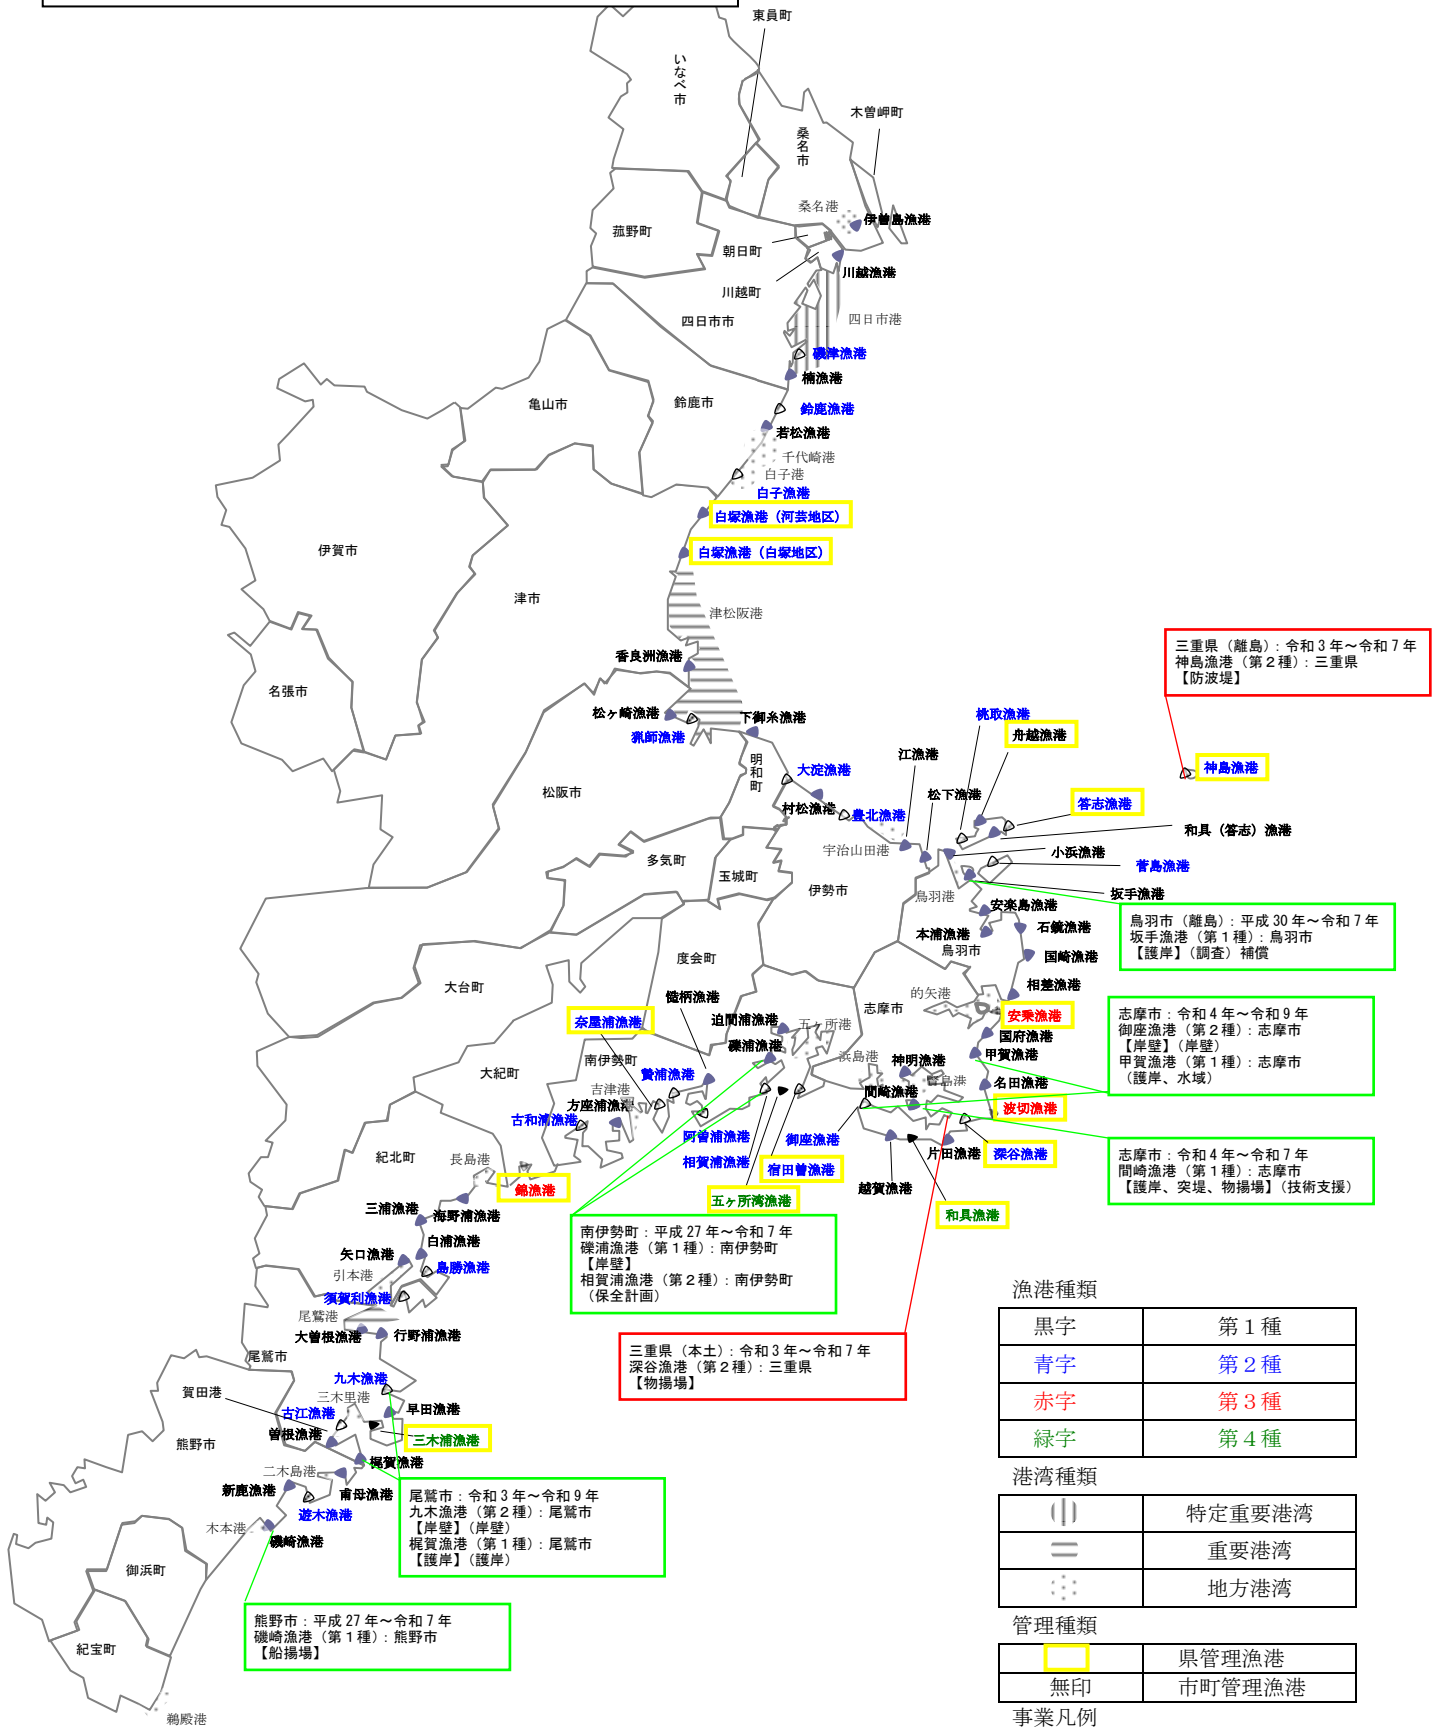 東員町
いなべ市
木曽岬町
桑名市
桑名港
伊曽島漁港
菰野町
朝日町
川越漁港
川越町
四日市市
四日市港
磯津漁港
楠漁港
亀山市
鈴鹿市
鈴鹿漁港
若松漁港
千代崎港
白子港
白子漁港
白塚漁港（河芸地区）
伊賀市
白塚漁港（白塚地区）
津市
津松阪港
香良洲漁港
名張市
松ヶ崎漁港
猟師漁港
下御糸漁港
明和町
松阪市
大淀漁港
村松漁港
豊北漁港
江漁港
松下漁港
桃取漁港
舟越漁港
答志漁港
神島漁港
三重県（離島）：令和３年～令和７年
神島漁港（第２種）：三重県
【防波堤】
和具（答志）漁港
小浜漁港
菅島漁港
坂手漁港
宇治山田港
多気町
玉城町
伊勢市
鳥羽港
安楽島漁港
本浦漁港
鳥羽市
石鏡漁港
国崎漁港
相差漁港
鳥羽市（離島）：平成30年～令和７年
坂手漁港（第１種）：鳥羽市
【護岸】（調査）補償
度会町
大台町
志摩市
的矢港
安乗漁港
国府漁港
甲賀漁港
名田漁港
波切漁港
志摩市：令和４年～令和９年
御座漁港（第２種）：志摩市
【岸壁】（岸壁）
甲賀漁港（第１種）：志摩市
（護岸、水域）
慥柄漁港
奈屋浦漁港
迫間浦漁港
五ヶ所港
礫浦漁港
浜島港
神明漁港
賢島港
間崎漁港
南伊勢町
贄浦漁港
吉津港
大紀町
方座浦漁港
古和浦漁港
阿曽浦漁港
相賀浦漁港
御座漁港
宿田曽漁港
五ヶ所湾漁港
片田漁港
深谷漁港
越賀漁港
和具漁港
志摩市：令和４年～令和７年
間崎漁港（第１種）：志摩市
【護岸、突堤、物揚場】（技術支援）
紀北町
長島港
錦漁港
三浦漁港
海野浦漁港
白浦漁港
矢口漁港
引本港
島勝漁港
須賀利漁港
尾鷲港
大曽根漁港
行野浦漁港
尾鷲市
南伊勢町：平成27年～令和７年
礫浦漁港（第１種）：南伊勢町
【岸壁】
相賀浦漁港（第２種）：南伊勢町
（保全計画）
三重県（本土）：令和３年～令和７年
深谷漁港（第２種）：三重県
【物揚場】
九木漁港
賀田港
三木里港
古江漁港
早田漁港
曽根漁港
三木浦漁港
熊野市
梶賀漁港
二木島港
新鹿漁港
甫母漁港
遊木漁港
木本港
磯崎漁港
尾鷲市：令和３年～令和９年
九木漁港（第２種）：尾鷲市
【岸壁】（岸壁）
梶賀漁港（第１種）：尾鷲市
【護岸】（護岸）
御浜町
紀宝町
熊野市：平成27年～令和７年
磯崎漁港（第１種）：熊野市
【船揚場】
鵜殿港
漁港種類
黒字 第１種
青字 第２種
赤字 第３種
緑字 第４種
港湾種類
特定重要港湾
重要港湾
地方港湾
管理種類
県管理漁港
無印 市町管理漁港
事業凡例